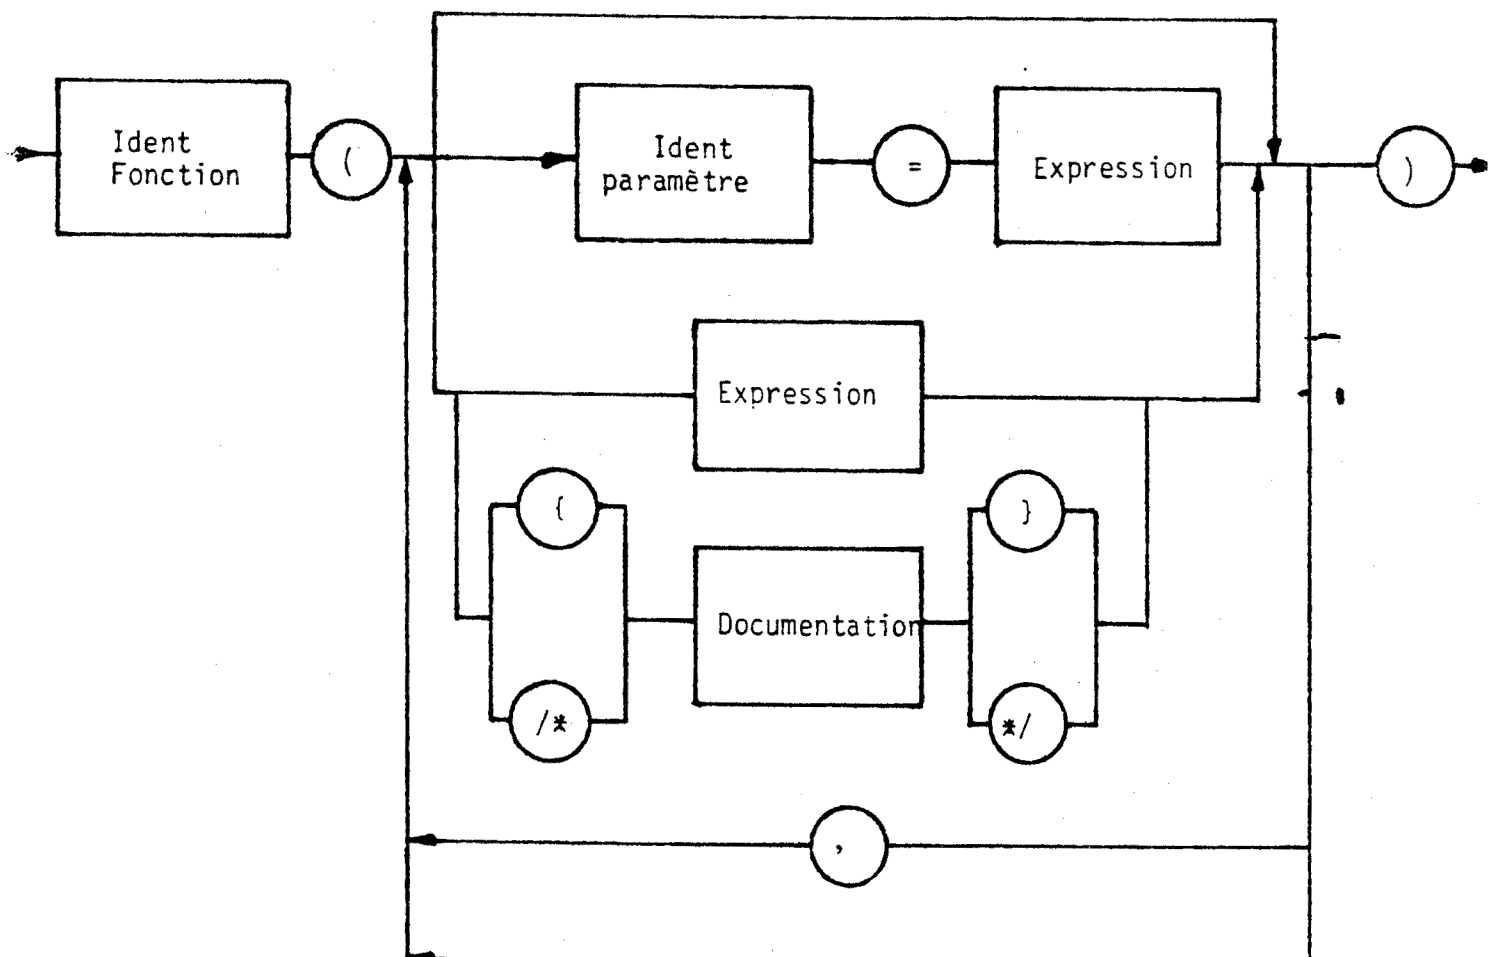 Ident
Fonction
(
Ident
paramètre
=
Expression
)
Expression
{
}
Documentation
/*
*/
,